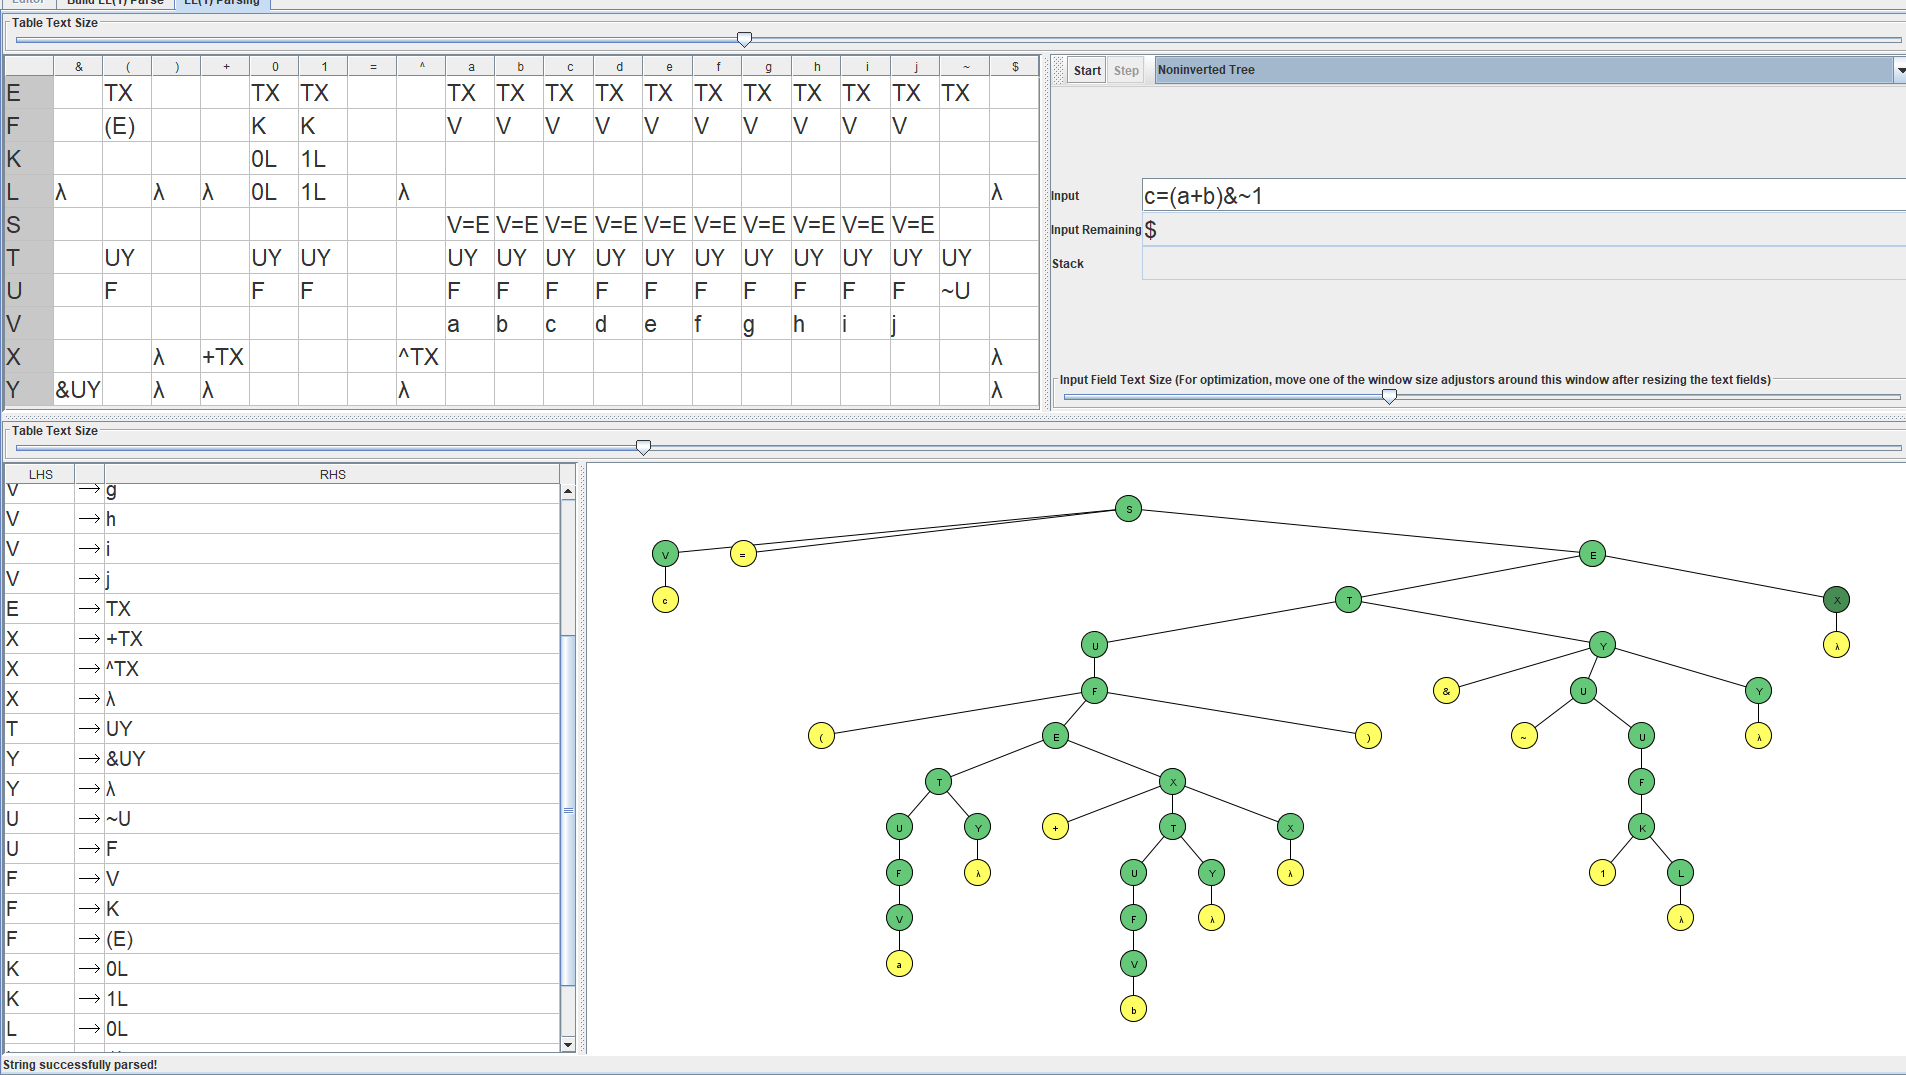 Editor Build LL(1) Parse LL(1) Parsing
Table Text Size
& ( ) + 0 1 = ^ a b c d e f g h i j ~ $
E TX TX TX TX TX TX TX TX TX TX TX TX TX TX
F (E) K K V V V V V V V V V V
K 0L 1L
L λ λ λ 0L 1L λ λ
S V=E V=E V=E V=E V=E V=E V=E V=E V=E V=E
T UY UY UY UY UY UY UY UY UY UY UY UY UY UY
U F F F F F F F F F F F F F ~U
V a b c d e f g h i j
X λ +TX ^TX λ
Y &UY λ λ λ λ
Start Step Noninverted Tree
Input c=(a+b)&~1
Input Remaining $
Stack
Input Field Text Size (For optimization, move one of the window size adjustors around this window after resizing the text fields)
Table Text Size
LHS RHS
V → g
V → h
V → i
V → j
E → TX
X → +TX
X → ^TX
X → λ
T → UY
Y → &UY
Y → λ
U → ~U
U → F
F → V
F → K
F → (E)
K → 0L
K → 1L
L → 0L
S
V = E
c T X
U Y λ
F & U Y
( E ) ~ U λ
T X F
U Y + T X K
F λ U Y λ 1 L
V F λ λ
a V
b
String successfully parsed!